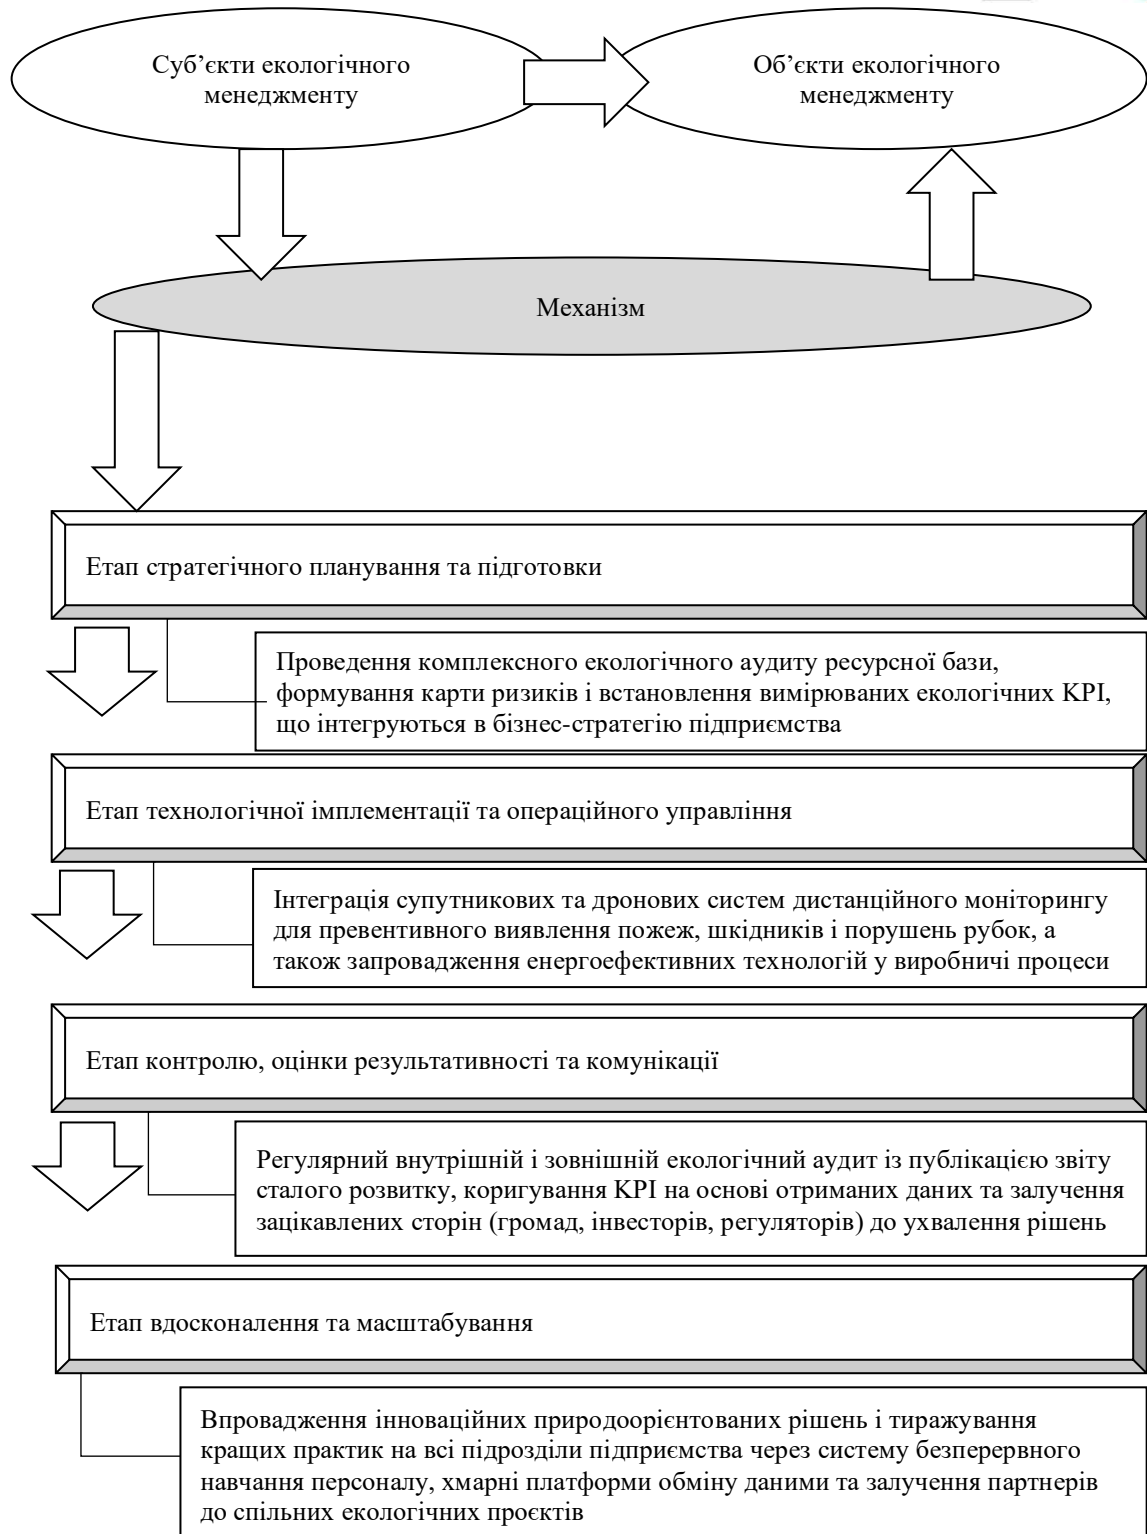 Суб’єкти екологічного
менеджменту
Об’єкти екологічного
менеджменту
Механізм
Етап стратегічного планування та підготовки
Проведення комплексного екологічного аудиту ресурсної бази,
формування карти ризиків і встановлення вимірюваних екологічних KPI,
що інтегруються в бізнес-стратегію підприємства
Етап технологічної імплементації та операційного управління
Інтеграція супутникових та дронових систем дистанційного моніторингу
для превентивного виявлення пожеж, шкідників і порушень рубок, а
також запровадження енергоефективних технологій у виробничі процеси
Етап контролю, оцінки результативності та комунікації
Регулярний внутрішній і зовнішній екологічний аудит із публікацією звіту
сталого розвитку, коригування KPI на основі отриманих даних та залучення
зацікавлених сторін (громад, інвесторів, регуляторів) до ухвалення рішень
Етап вдосконалення та масштабування
Впровадження інноваційних природоорієнтованих рішень і тиражування
кращих практик на всі підрозділи підприємства через систему безперервного
навчання персоналу, хмарні платформи обміну даними та залучення партнерів
до спільних екологічних проєктів